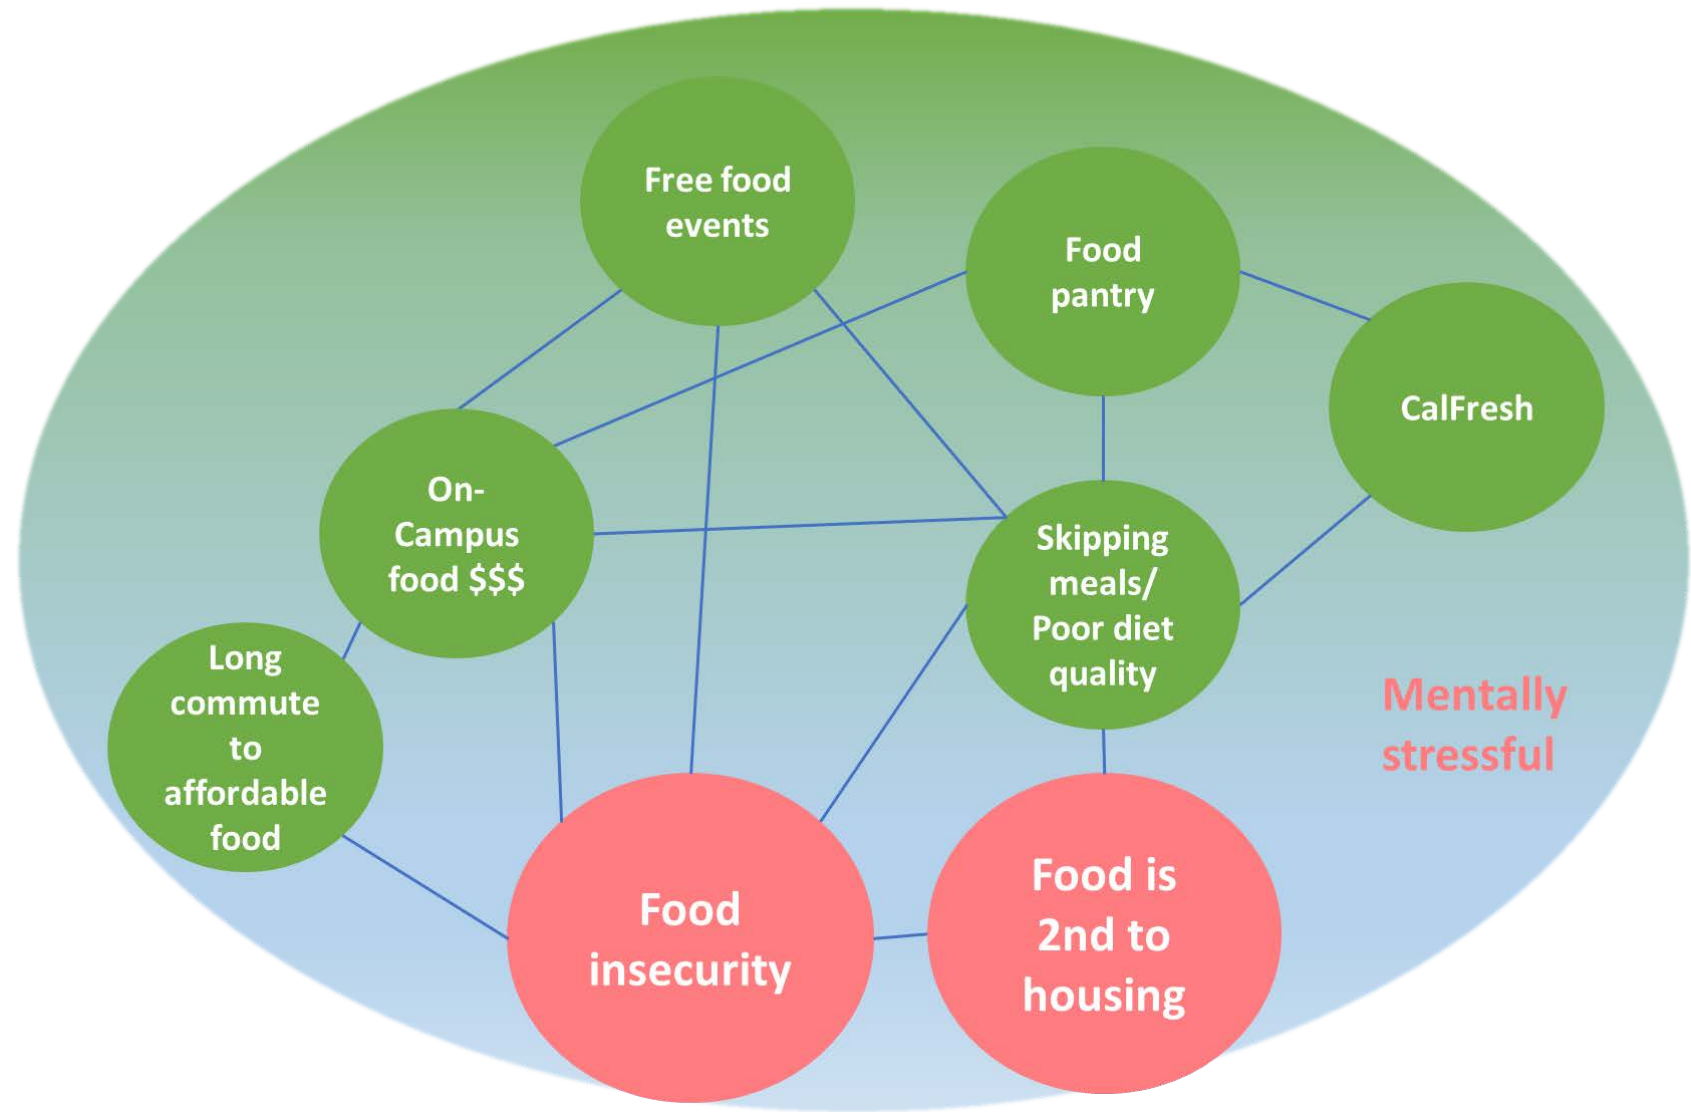 Free food
events
Food
pantry
CalFresh
On-
Campus
food $$$
Skipping
meals/
Poor diet
quality
Long
commute
to
affordable
food
Mentally
stressful
Food
insecurity
Food is
2nd to
housing